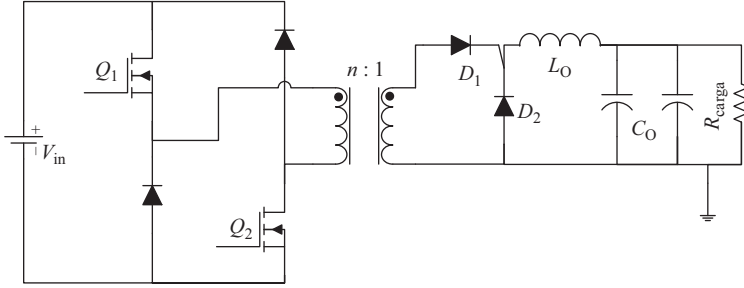 Q1
n : 1
D1
LO
D2
CO
Rcarga
+
− Vin
Q2